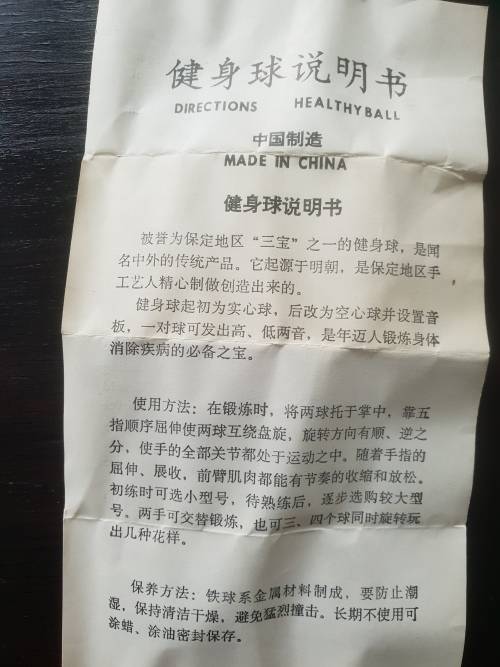 健身球说明书
DIRECTIONS HEALTHYBALL
中国制造
MADE IN CHINA
健身球说明书
被誉为保定地区“三宝”之一的健身球，是闻
名中外的传统产品。它起源于明朝，是保定地区手
工艺人精心制做创造出来的。
健身球起初为实心球，后改为空心球并设置音
板，一对球可发出高、低两音，是年迈人锻炼身体
消除疾病的必备之宝。
使用方法：在锻炼时，将两球托于掌中，靠五
指顺序屈伸使两球互绕盘旋，旋转方向有顺、逆之
分，使手的全部关节都处于运动之中。随着手指的
屈伸、展收，前臂肌肉都能有节奏的收缩和放松。
初练时可选小型号，待熟练后，逐步选购较大型
号。两手可交替锻炼，也可三、四个球同时旋转玩
出几种花样。
保养方法：铁球系金属材料制成，要防止潮
湿，保持清洁干燥，避免猛烈撞击。长期不使用可
涂蜡、涂油密封保存。